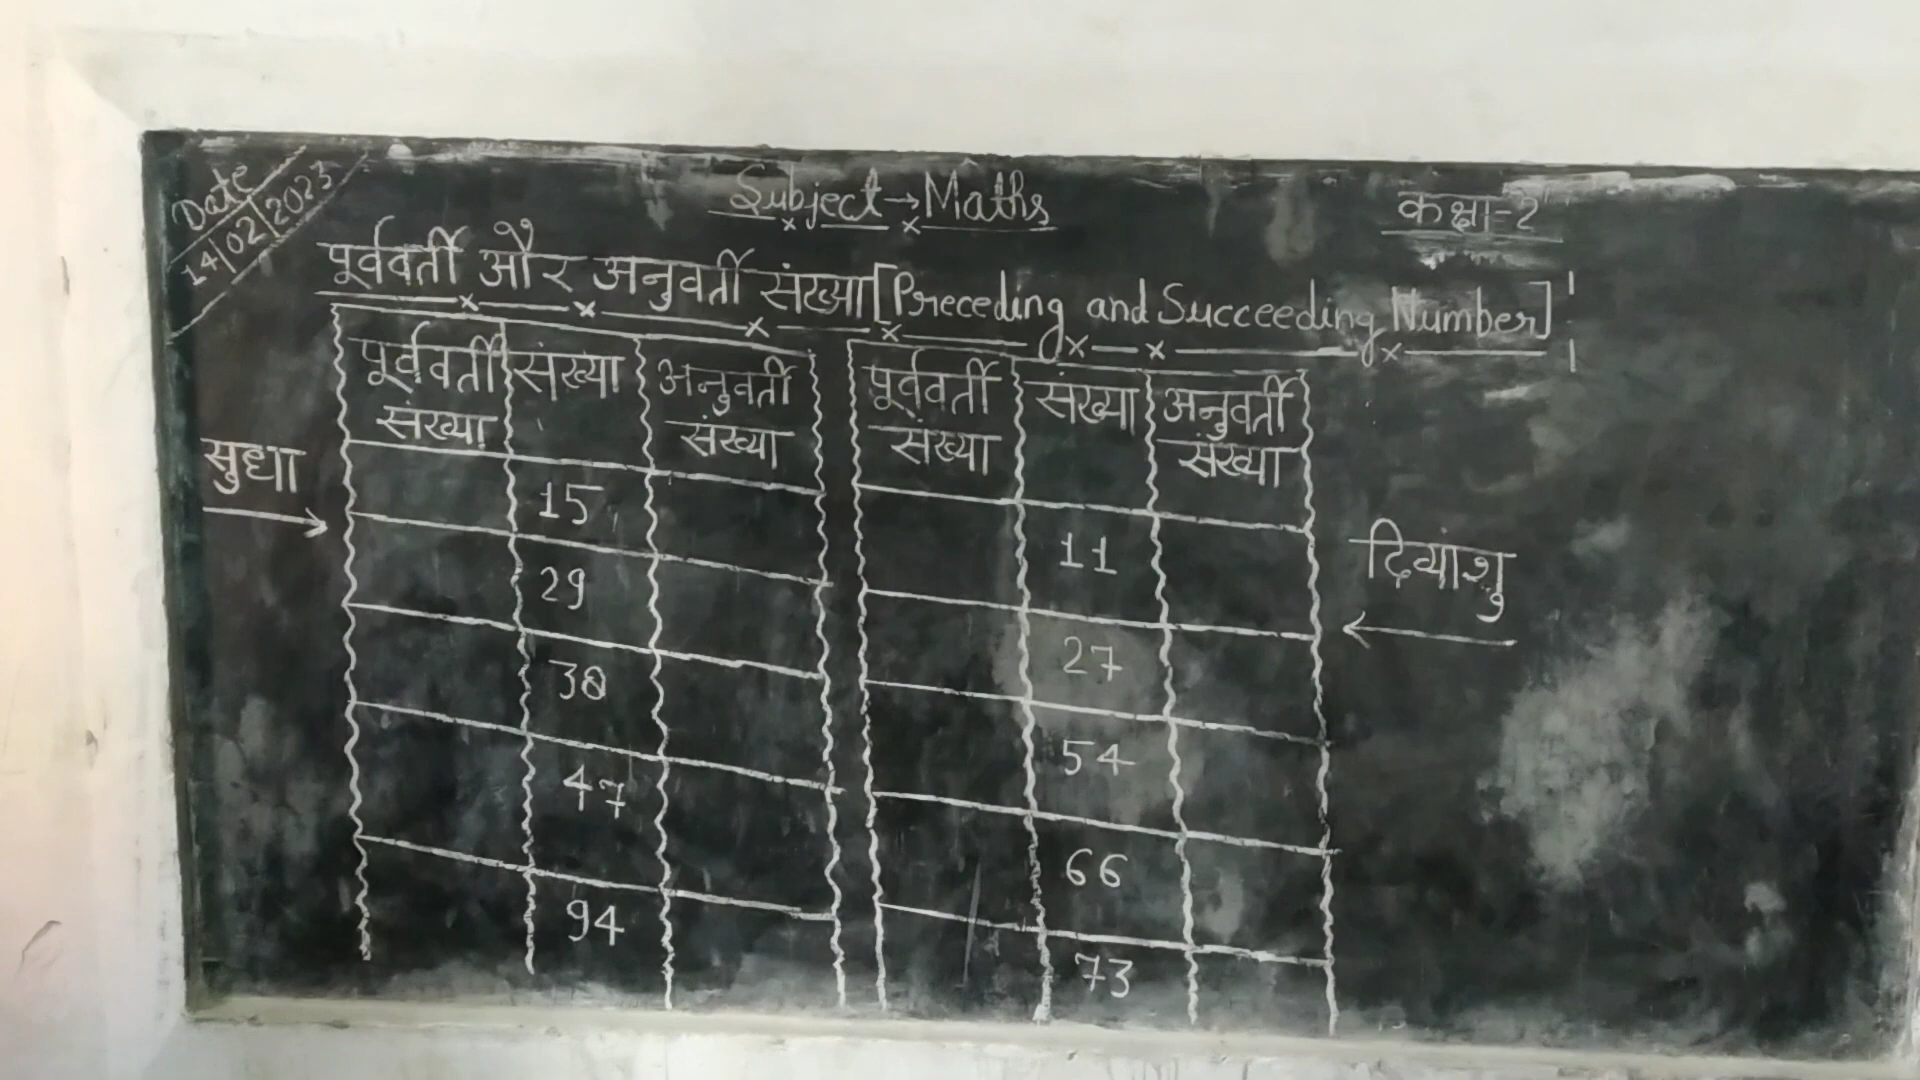 Date
14/02/2023
Subject→Maths
कक्षा-2
पूर्ववर्ती और अनुवर्ती संख्या [Preceding and Succeeding Number]
पूर्ववर्ती संख्या अनुवर्ती पूर्ववर्ती संख्या अनुवर्ती
संख्या संख्या संख्या संख्या
सुधा
दिव्यांशु
15 11
29 27
38 54
47 66
94 73